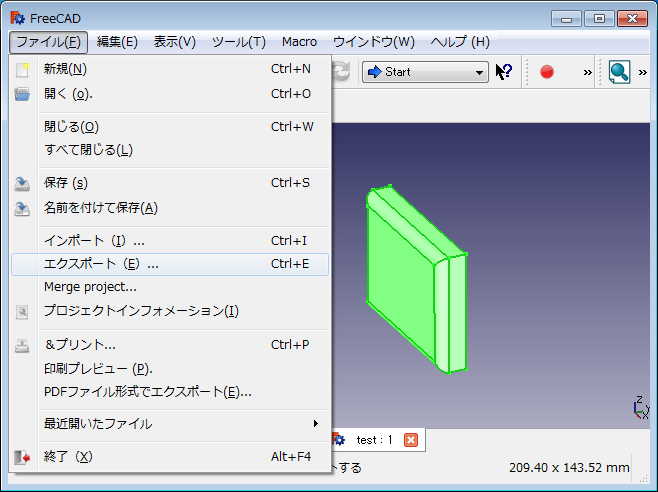 FreeCAD
ファイル(F) 編集(E) 表示(V) ツール(T) Macro ウインドウ(W) ヘルプ (H)
新規(N) Ctrl+N
開く (o). Ctrl+O
閉じる(O) Ctrl+W
すべて閉じる(L)
保存 (s) Ctrl+S
名前を付けて保存(A)
インポート（I）... Ctrl+I
エクスポート（E）... Ctrl+E
Merge project...
プロジェクトインフォメーション(I)
＆プリント... Ctrl+P
印刷プレビュー (P).
PDFファイル形式でエクスポート(E)...
最近開いたファイル
終了（X） Alt+F4
Start
Z
Y
X
test : 1
トする
209.40 x 143.52 mm